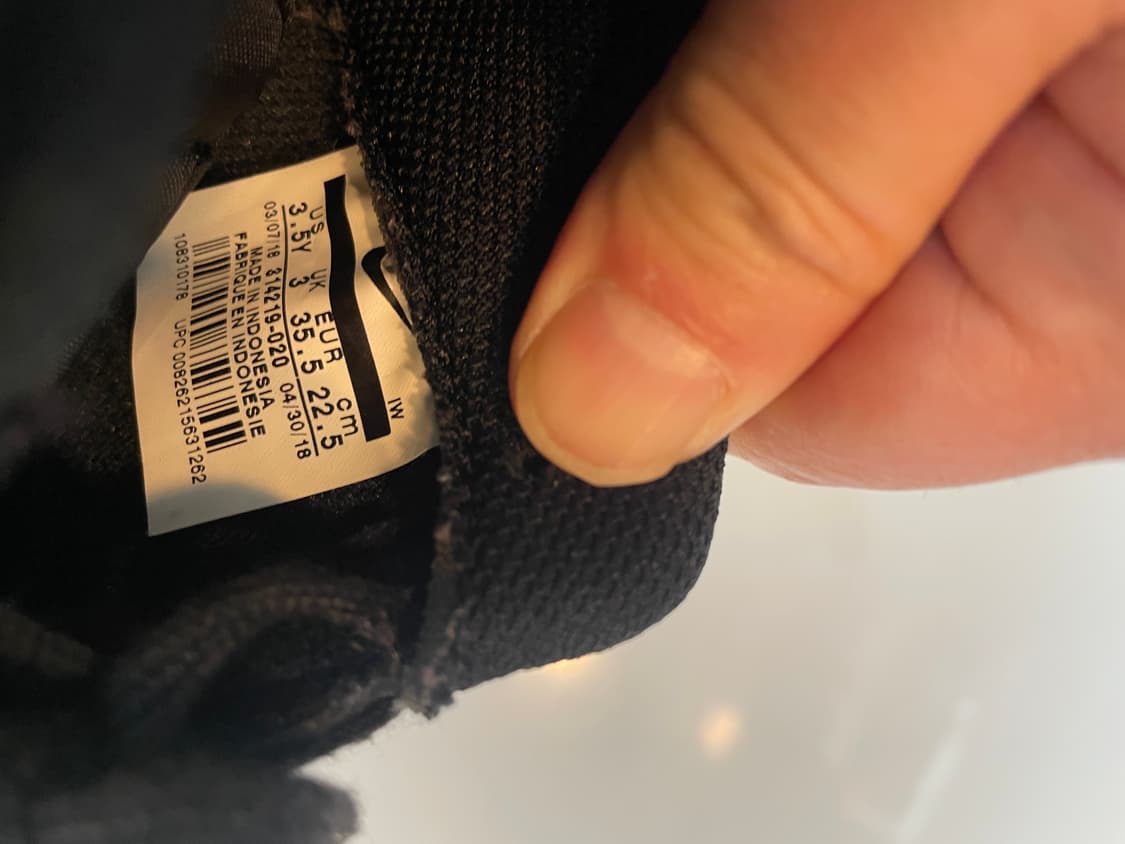 IW
US UK EUR cm
3.5Y 3 35.5 22.5
03/07/18 314219-020 04/30/18
MADE IN INDONESIA
FABRIQUE EN INDONESIE
108310178 UPC 00826215631262